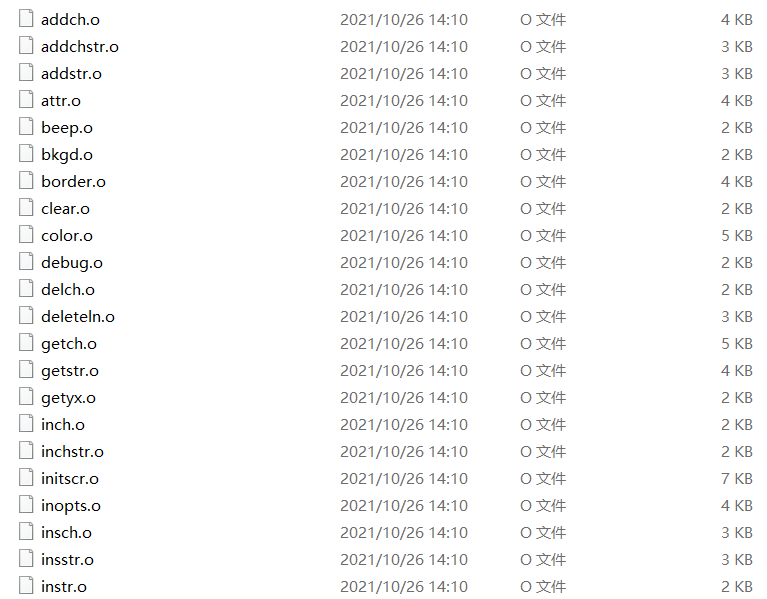 addch.o 2021/10/26 14:10 O 文件 4 KB
addchstr.o 2021/10/26 14:10 O 文件 3 KB
addstr.o 2021/10/26 14:10 O 文件 3 KB
attr.o 2021/10/26 14:10 O 文件 4 KB
beep.o 2021/10/26 14:10 O 文件 2 KB
bkgd.o 2021/10/26 14:10 O 文件 2 KB
border.o 2021/10/26 14:10 O 文件 4 KB
clear.o 2021/10/26 14:10 O 文件 2 KB
color.o 2021/10/26 14:10 O 文件 5 KB
debug.o 2021/10/26 14:10 O 文件 2 KB
delch.o 2021/10/26 14:10 O 文件 2 KB
deleteln.o 2021/10/26 14:10 O 文件 3 KB
getch.o 2021/10/26 14:10 O 文件 5 KB
getstr.o 2021/10/26 14:10 O 文件 4 KB
getyx.o 2021/10/26 14:10 O 文件 2 KB
inch.o 2021/10/26 14:10 O 文件 2 KB
inchstr.o 2021/10/26 14:10 O 文件 2 KB
initscr.o 2021/10/26 14:10 O 文件 7 KB
inopts.o 2021/10/26 14:10 O 文件 4 KB
insch.o 2021/10/26 14:10 O 文件 3 KB
insstr.o 2021/10/26 14:10 O 文件 3 KB
instr.o 2021/10/26 14:10 O 文件 2 KB